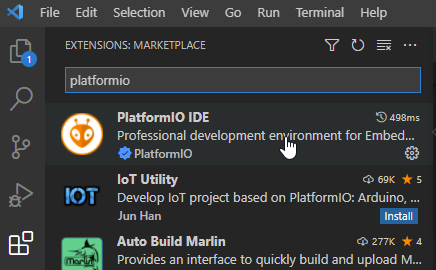 File Edit Selection View Go Run Terminal Help
EXTENSIONS: MARKETPLACE
1
platformio
PlatformIO IDE 498ms
Professional development environment for Embed...
PlatformIO
IOT
IoT Utility 69K 5
Develop IoT project based on PlatformIO: Arduino, ...
Jun Han Install
Marlin
Auto Build Marlin 277K 4
Provides an interface to quickly build and upload M...